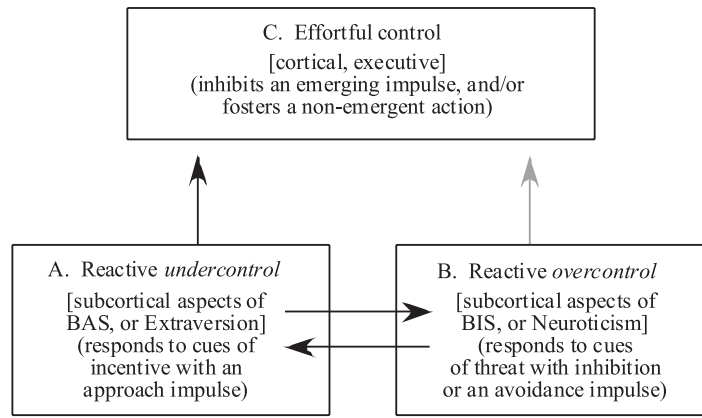 C. Effortful control
[cortical, executive]
(inhibits an emerging impulse, and/or
fosters a non-emergent action)
A. Reactive undercontrol
[subcortical aspects of
BAS, or Extraversion]
(responds to cues of
incentive with an
approach impulse)
B. Reactive overcontrol
[subcortical aspects of
BIS, or Neuroticism]
(responds to cues
of threat with inhibition
or an avoidance impulse)